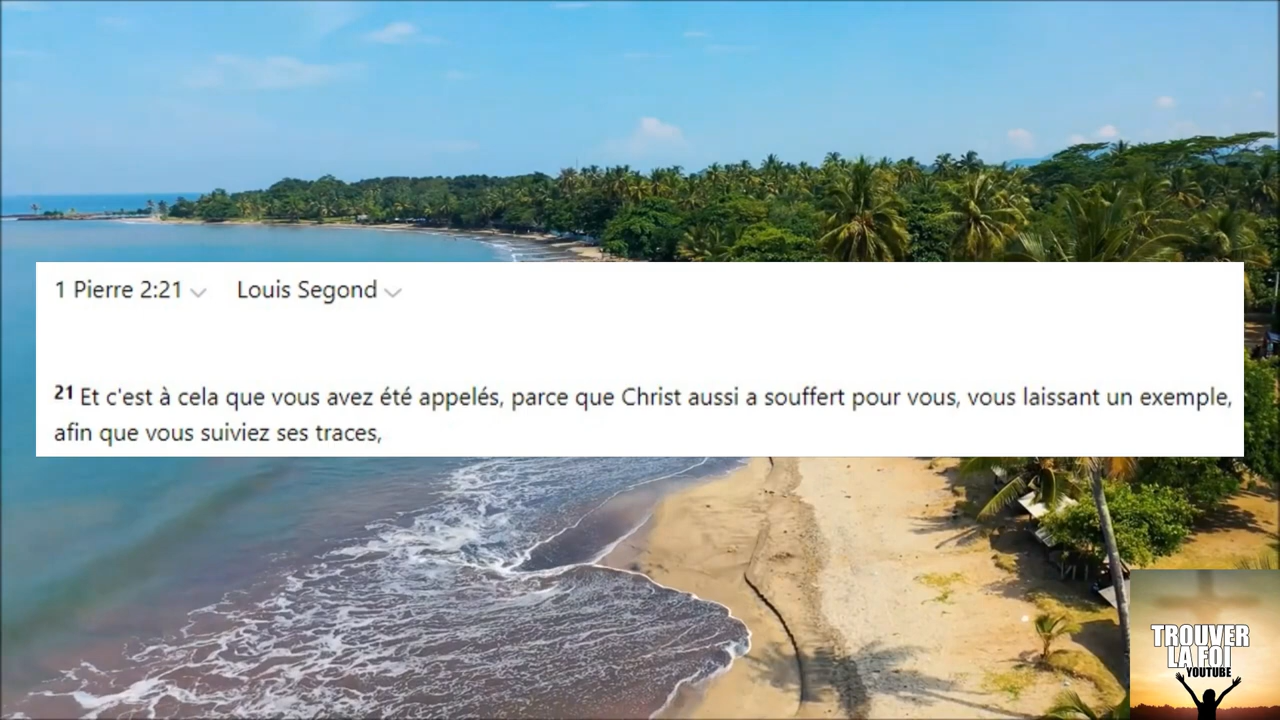 1 Pierre 2:21 Louis Segond
21 Et c'est à cela que vous avez été appelés, parce que Christ aussi a souffert pour vous, vous laissant un exemple,
afin que vous suiviez ses traces,
TROUVER
LA FOI
YOUTUBE